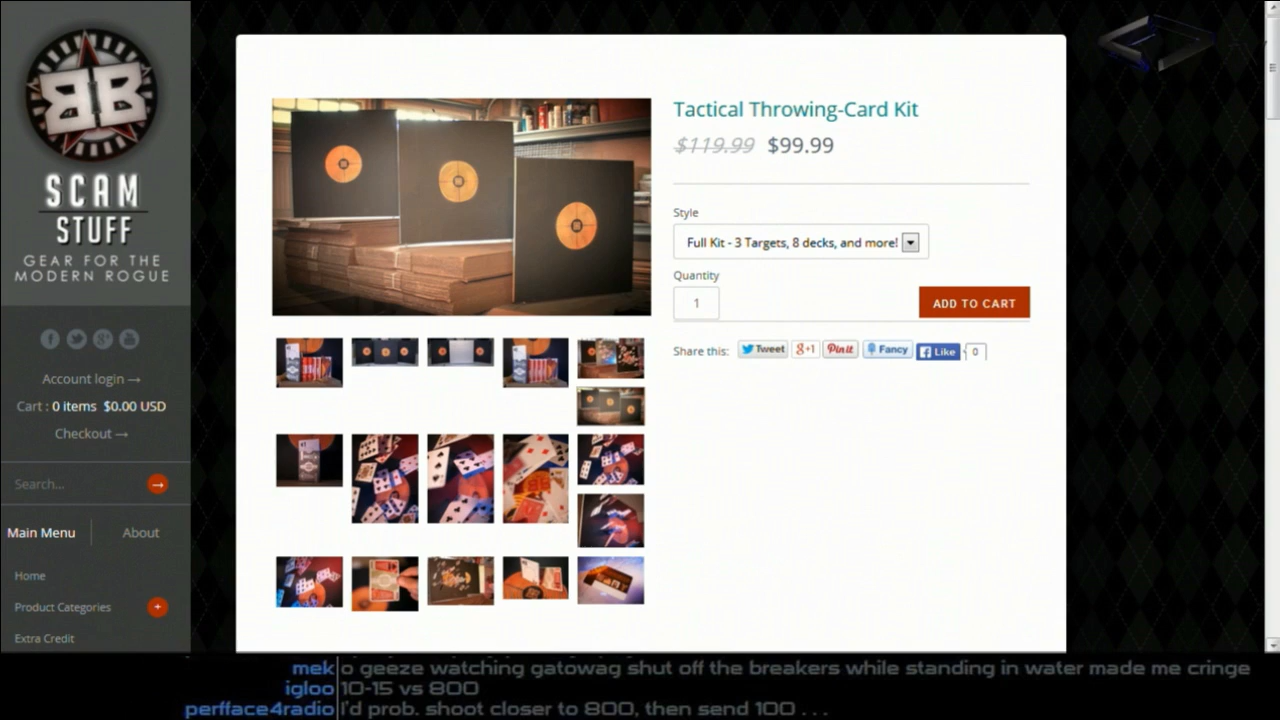 BB
SCAM
STUFF
GEAR FOR THE
MODERN ROGUE
Account login →
Cart : 0 items $0.00 USD
Checkout →
Search...
Main Menu
About
Home
Product Categories
Extra Credit
Tactical Throwing-Card Kit
$119.99 $99.99
Style
Full Kit - 3 Targets, 8 decks, and more!
Quantity
1
ADD TO CART
Share this: Tweet g+1 Pinit Fancy Like 0
mek o geeze watching gatowag shut off the breakers while standing in water made me cringe
igloo 10-15 vs 800
perfface4radio I'd prob. shoot closer to 800, then send 100 . . .